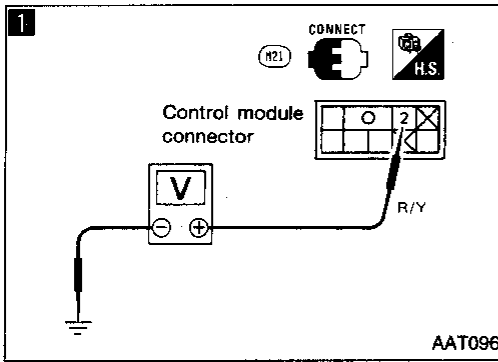 1
CONNECT
M21
H.S.
Control module
connector
2
V
R/Y
AAT096